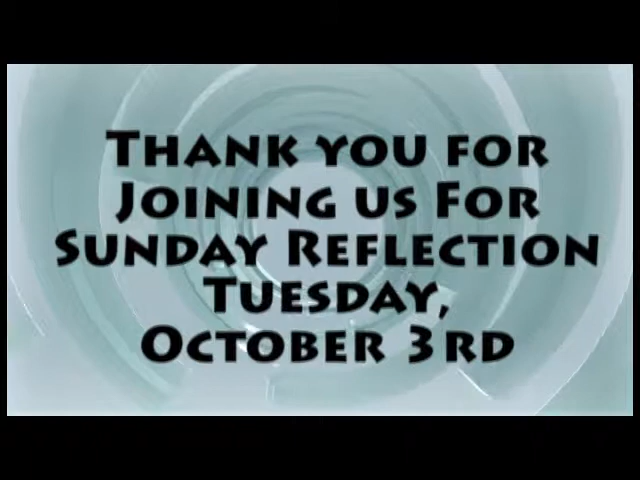 Thank you for
Joining us For
Sunday Reflection
Tuesday,
October 3rd